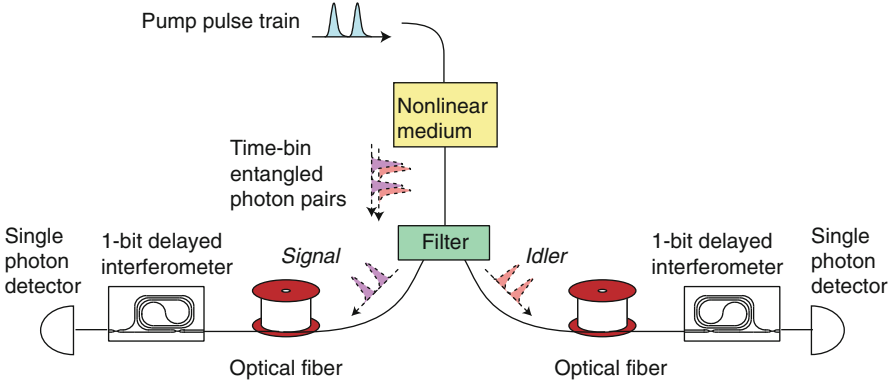 Pump pulse train
Nonlinear
medium
Time-bin
entangled
photon pairs
Filter
Single
photon
detector
1-bit delayed
interferometer
Signal
Idler
1-bit delayed
interferometer
Single
photon
detector
Optical fiber
Optical fiber